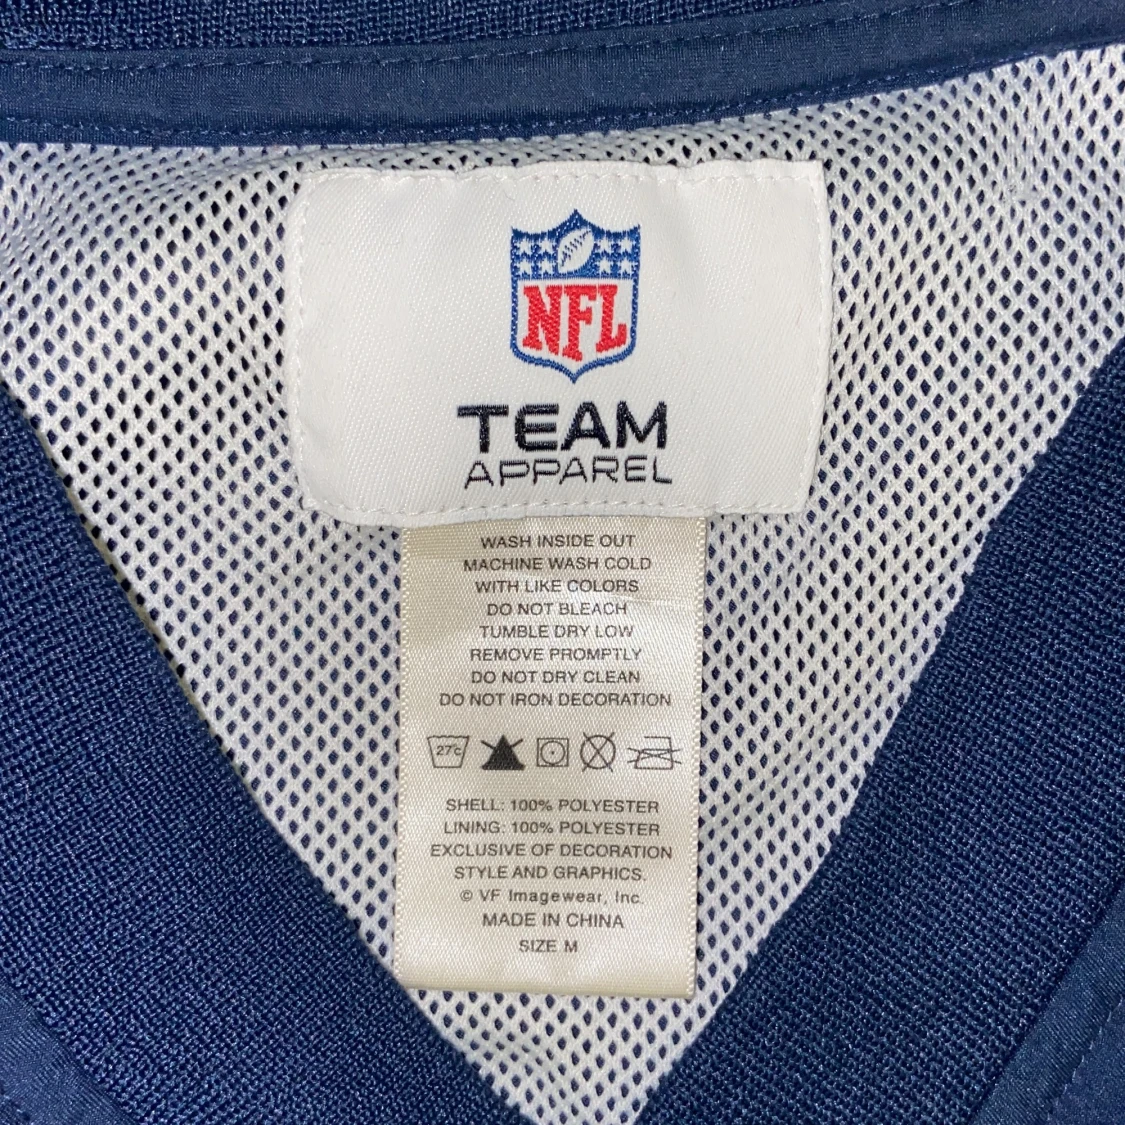 NFL
TEAM
APPAREL
WASH INSIDE OUT
MACHINE WASH COLD
WITH LIKE COLORS
DO NOT BLEACH
TUMBLE DRY LOW
REMOVE PROMPTLY
DO NOT DRY CLEAN
DO NOT IRON DECORATION
27°c
SHELL: 100% POLYESTER
LINING: 100% POLYESTER
EXCLUSIVE OF DECORATION
STYLE AND GRAPHICS.
© VF Imagewear, Inc.
MADE IN CHINA
SIZE M